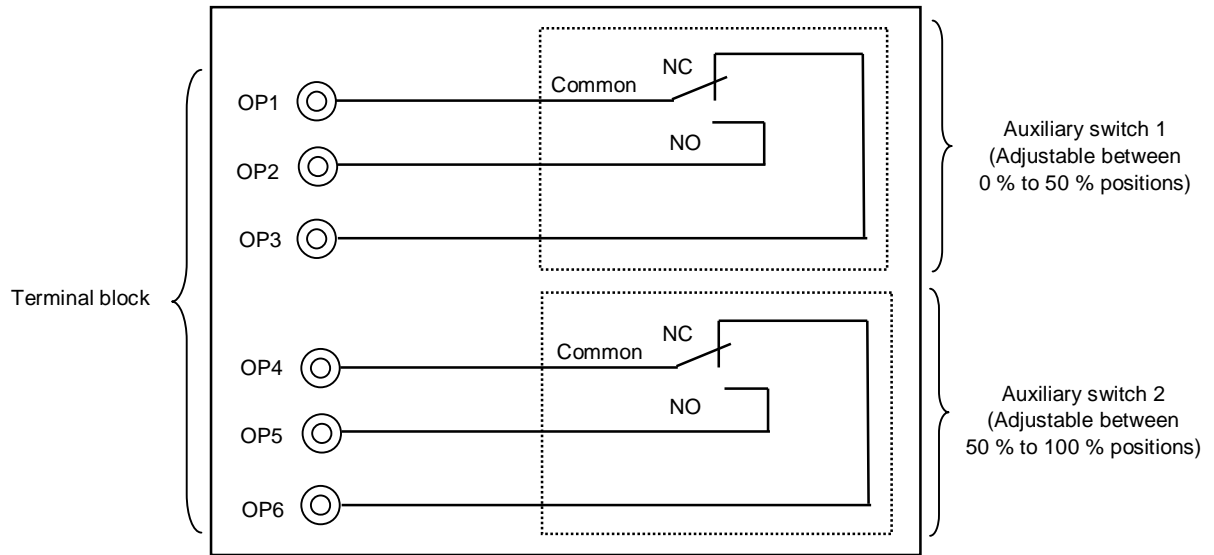 Terminal block
OP1
Common
NC
OP2
NO
OP3
Auxiliary switch 1
(Adjustable between
0 % to 50 % positions)
OP4
Common
NC
OP5
NO
OP6
Auxiliary switch 2
(Adjustable between
50 % to 100 % positions)